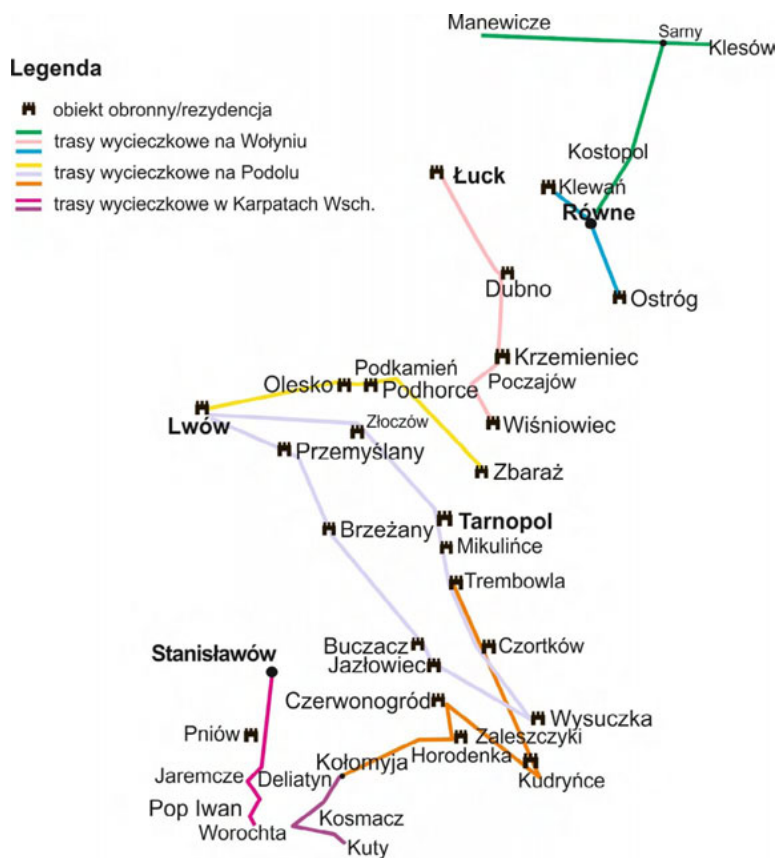 Manewicze
Sarny
Klesów
Legenda
obiekt obronny/rezydencja
trasy wycieczkowe na Wołyniu
trasy wycieczkowe na Podolu
trasy wycieczkowe w Karpatach Wsch.
Kostopol
Łuck
Klewań
Równe
Dubno
Ostróg
Krzemieniec
Podkamień
Olesko
Podhorce
Poczajów
Lwów
Złoczów
Wiśniowiec
Przemyślany
Zbaraż
Tarnopol
Brzeżany
Mikulińce
Trembowla
Buczacz
Czortków
Stanisławów
Jazłowiec
Czerwonogród
Wysuczka
Pniów
Zaleszczyki
Horodenka
Kołomyja
Jaremcze
Deliatyn
Kudryńce
Pop Iwan
Kosmacz
Worochta
Kuty